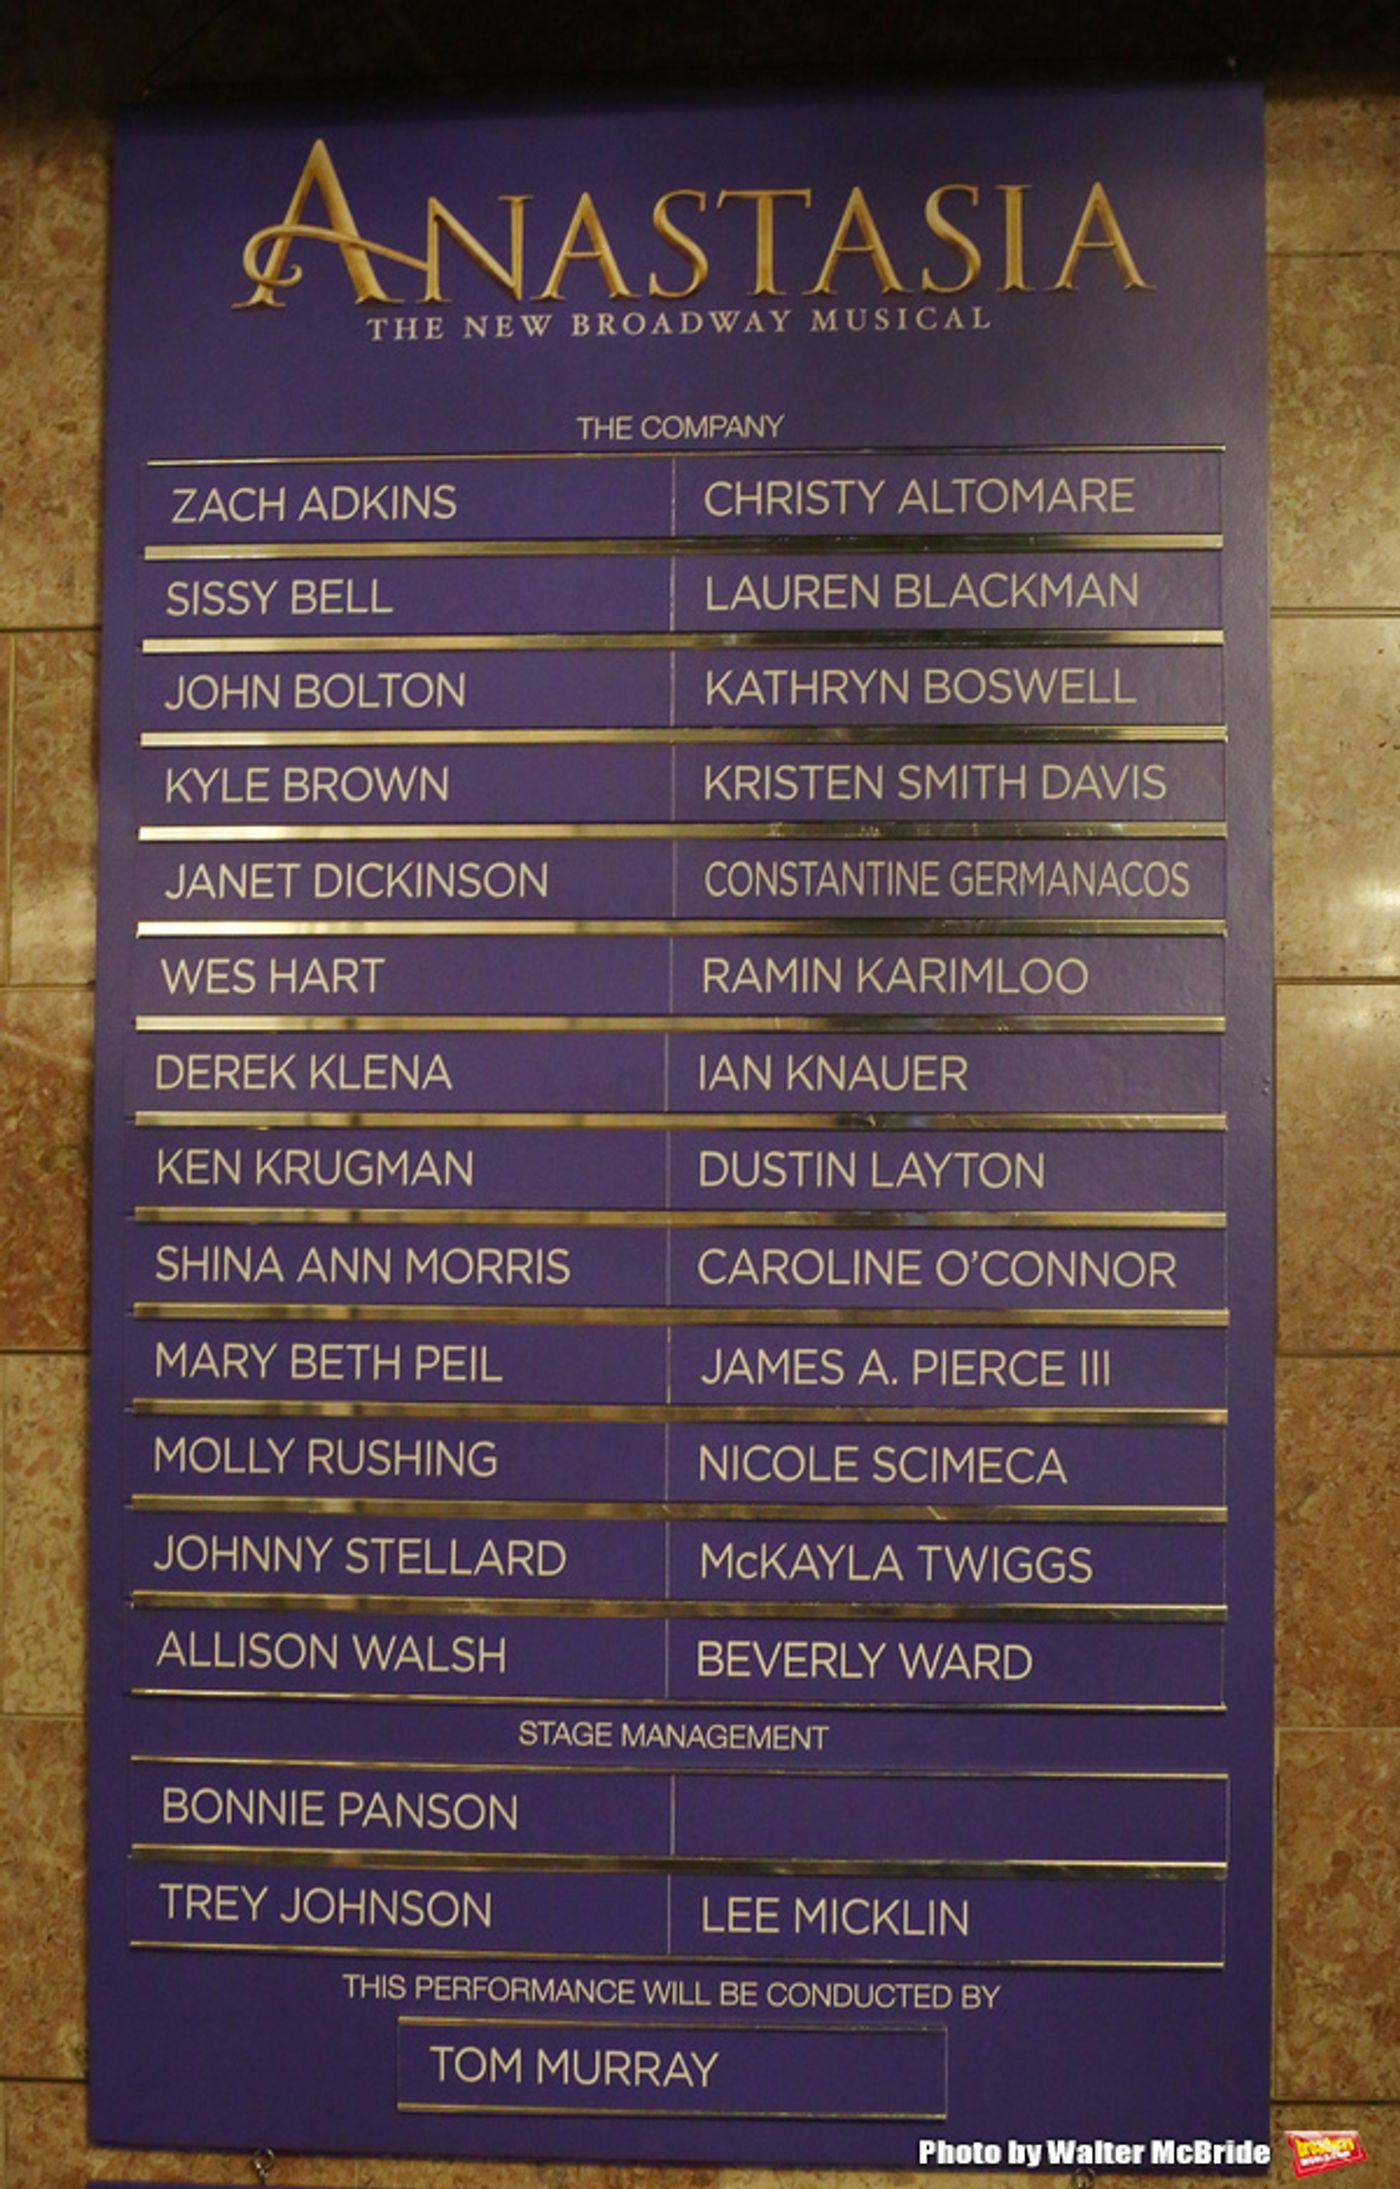 ANASTASIA
THE NEW BROADWAY MUSICAL
THE COMPANY
ZACH ADKINS CHRISTY ALTOMARE
SISSY BELL LAUREN BLACKMAN
JOHN BOLTON KATHRYN BOSWELL
KYLE BROWN KRISTEN SMITH DAVIS
JANET DICKINSON CONSTANTINE GERMANACOS
WES HART RAMIN KARIMLOO
DEREK KLENA IAN KNAUER
KEN KRUGMAN DUSTIN LAYTON
SHINA ANN MORRIS CAROLINE O'CONNOR
MARY BETH PEIL JAMES A. PIERCE III
MOLLY RUSHING NICOLE SCIMECA
JOHNNY STELLARD McKAYLA TWIGGS
ALLISON WALSH BEVERLY WARD
STAGE MANAGEMENT
BONNIE PANSON
TREY JOHNSON LEE MICKLIN
THIS PERFORMANCE WILL BE CONDUCTED BY
TOM MURRAY
Photo by Walter McBride